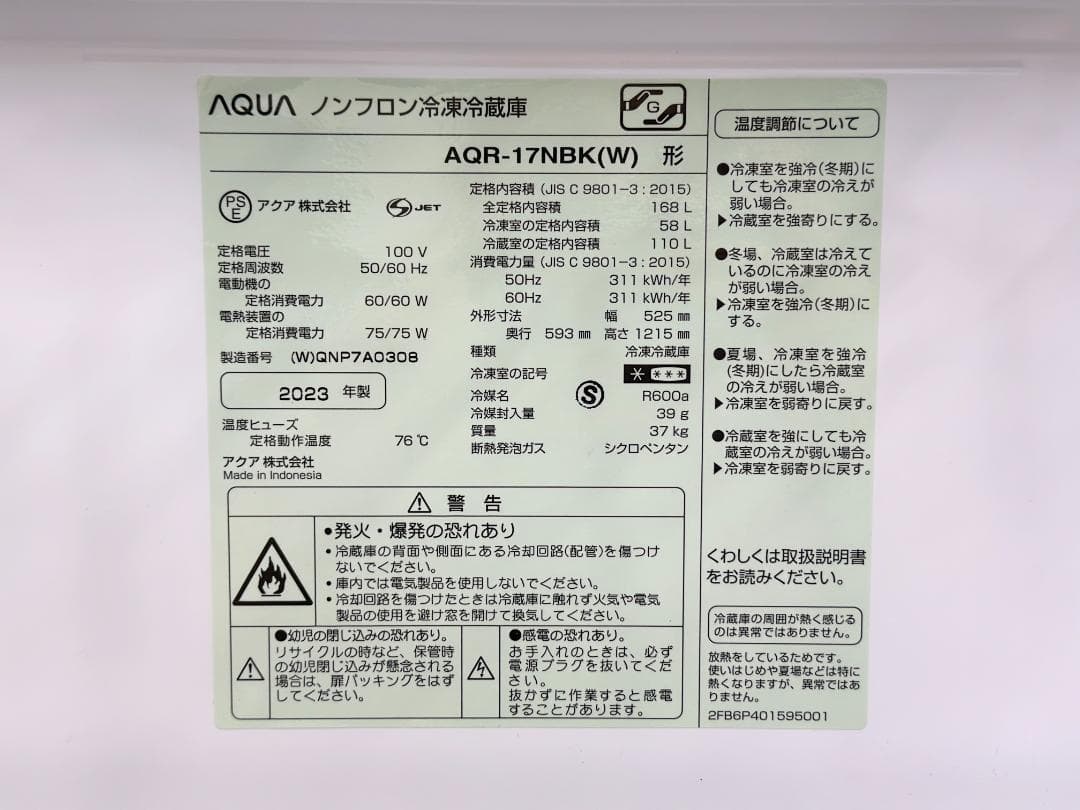 AQUA ノンフロン冷凍冷蔵庫
G
AQR-17NBK(W) 形
PS
E
アクア 株式会社
S JET
定格電圧 100 V
定格周波数 50/60 Hz
電動機の
定格消費電力 60/60 W
電熱装置の
定格消費電力 75/75 W
製造番号 (W)QNP7A0308
2023 年製
温度ヒューズ
定格動作温度 76 ℃
アクア 株式会社
Made in Indonesia
定格内容積 (JIS C 9801-3 : 2015)
全定格内容積 168 L
冷凍室の定格内容積 58 L
冷蔵室の定格内容積 110 L
消費電力量 (JIS C 9801-3 : 2015)
50Hz 311 kWh/年
60Hz 311 kWh/年
外形寸法 幅 525 ㎜
奥行 593 ㎜ 高さ 1215 ㎜
種類 冷凍冷蔵庫
冷凍室の記号
冷媒名 S R600a
冷媒封入量 39 g
質量 37 kg
断熱発泡ガス シクロペンタン
⚠ 警 告
●発火・爆発の恐れあり
・冷蔵庫の背面や側面にある冷却回路(配管)を傷つけ
ないでください。
・庫内では電気製品を使用しないでください。
・冷却回路を傷つけたときは冷蔵庫に触れず火気や電気
製品の使用を避け窓を開けて換気してください。
●幼児の閉じ込みの恐れあり。
リサイクルの時など、保管時
の幼児閉じ込みが懸念される
場合は、扉パッキングをはず
してください。
●感電の恐れあり。
お手入れのときは、必ず
電源プラグを抜いてくだ
さい。
抜かずに作業すると感電
することがあります。
温度調節について
●冷凍室を強冷(冬期)に
しても冷凍室の冷えが
弱い場合。
▶冷蔵室を強寄りにする。
●冬場、冷蔵室は冷えて
いるのに冷凍室の冷え
が弱い場合。
▶冷凍室を強冷(冬期)に
する。
●夏場、冷凍室を強冷
(冬期)にしたら冷蔵室
の冷えが弱い場合。
▶冷凍室を弱寄りに戻す。
●冷蔵室を強にしても冷
蔵室の冷えが弱い場合。
▶冷凍室を弱寄りに戻す。
くわしくは取扱説明書
をお読みください。
冷蔵庫の周囲が熱く感じる
のは異常ではありません。
放熱をしているためです。
使いはじめや夏場などは特に
熱くなりますが、異常ではあ
りません。
2FB6P401595001